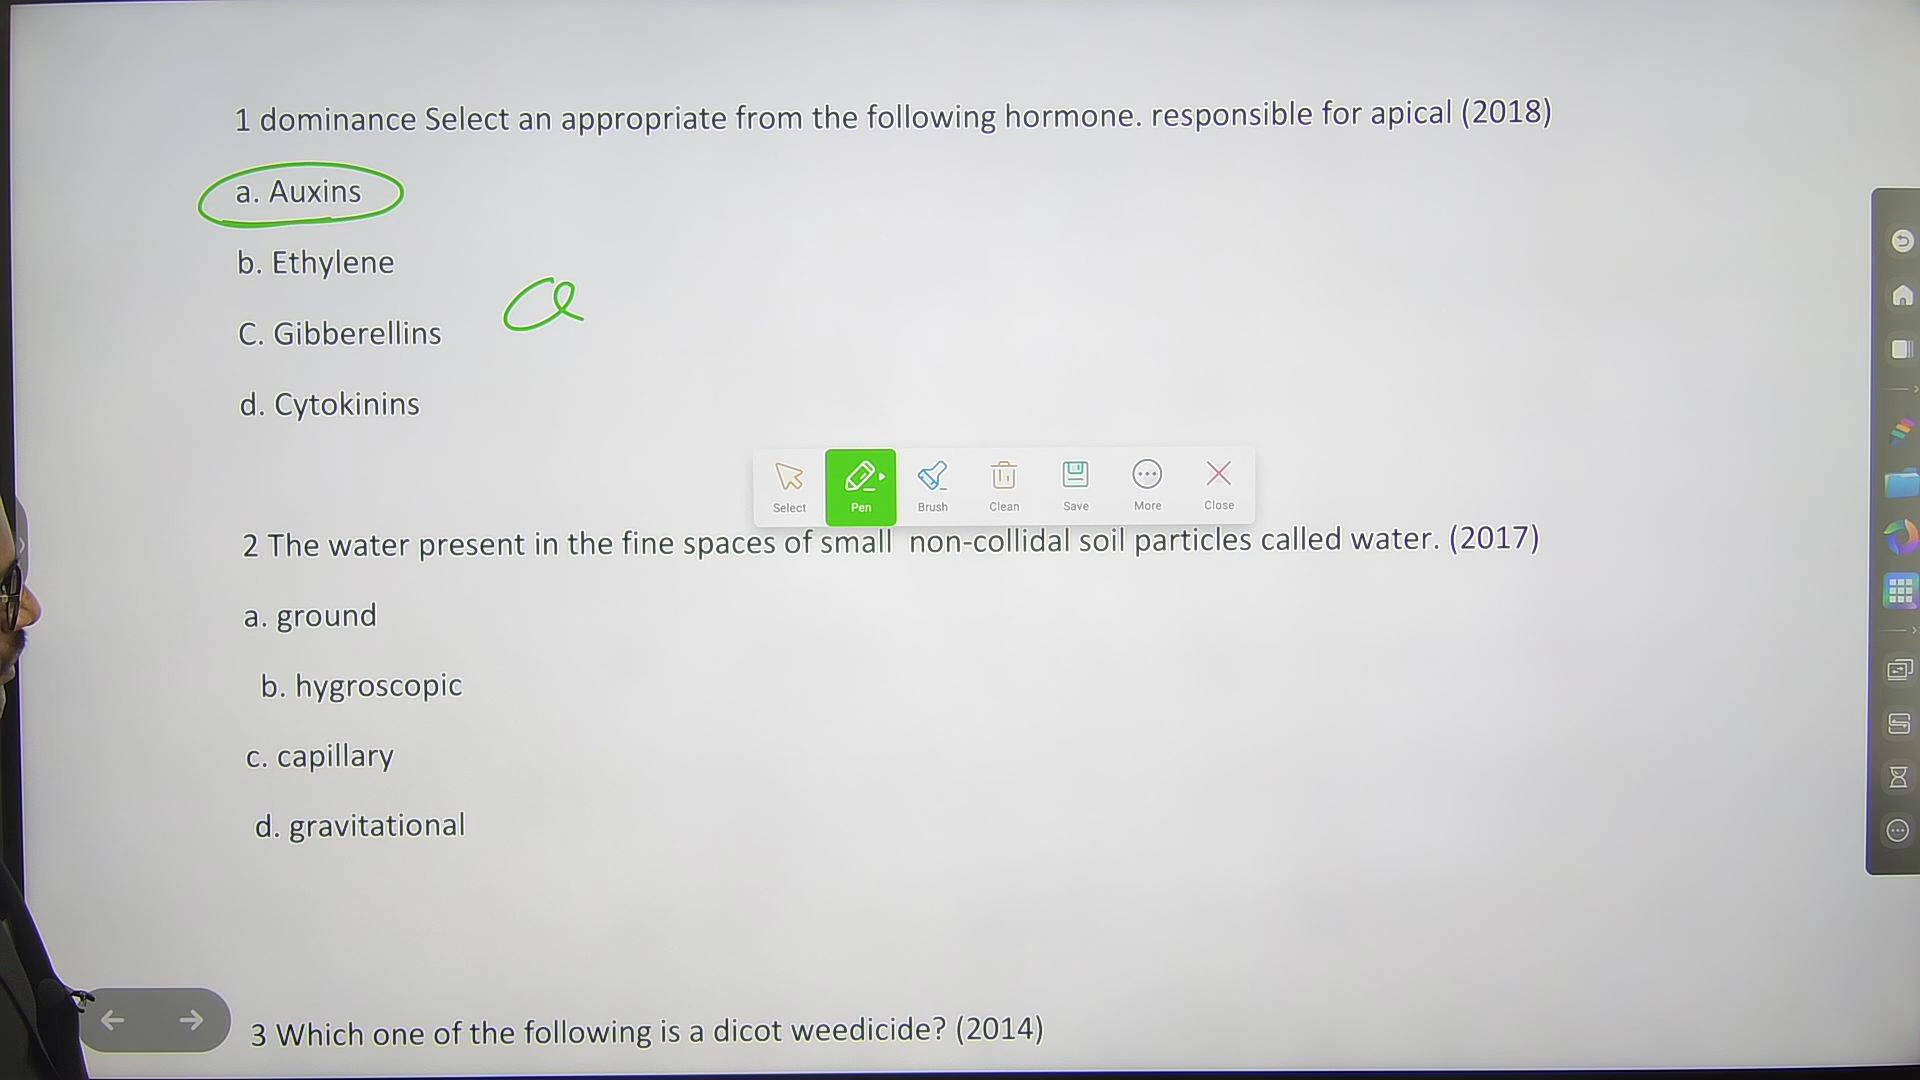 1 dominance Select an appropriate from the following hormone. responsible for apical (2018)
a. Auxins
b. Ethylene
a
C. Gibberellins
d. Cytokinins
Select Pen Brush Clean Save More Close
2 The water present in the fine spaces of small non-collidal soil particles called water. (2017)
a. ground
b. hygroscopic
c. capillary
d. gravitational
3 Which one of the following is a dicot weedicide? (2014)